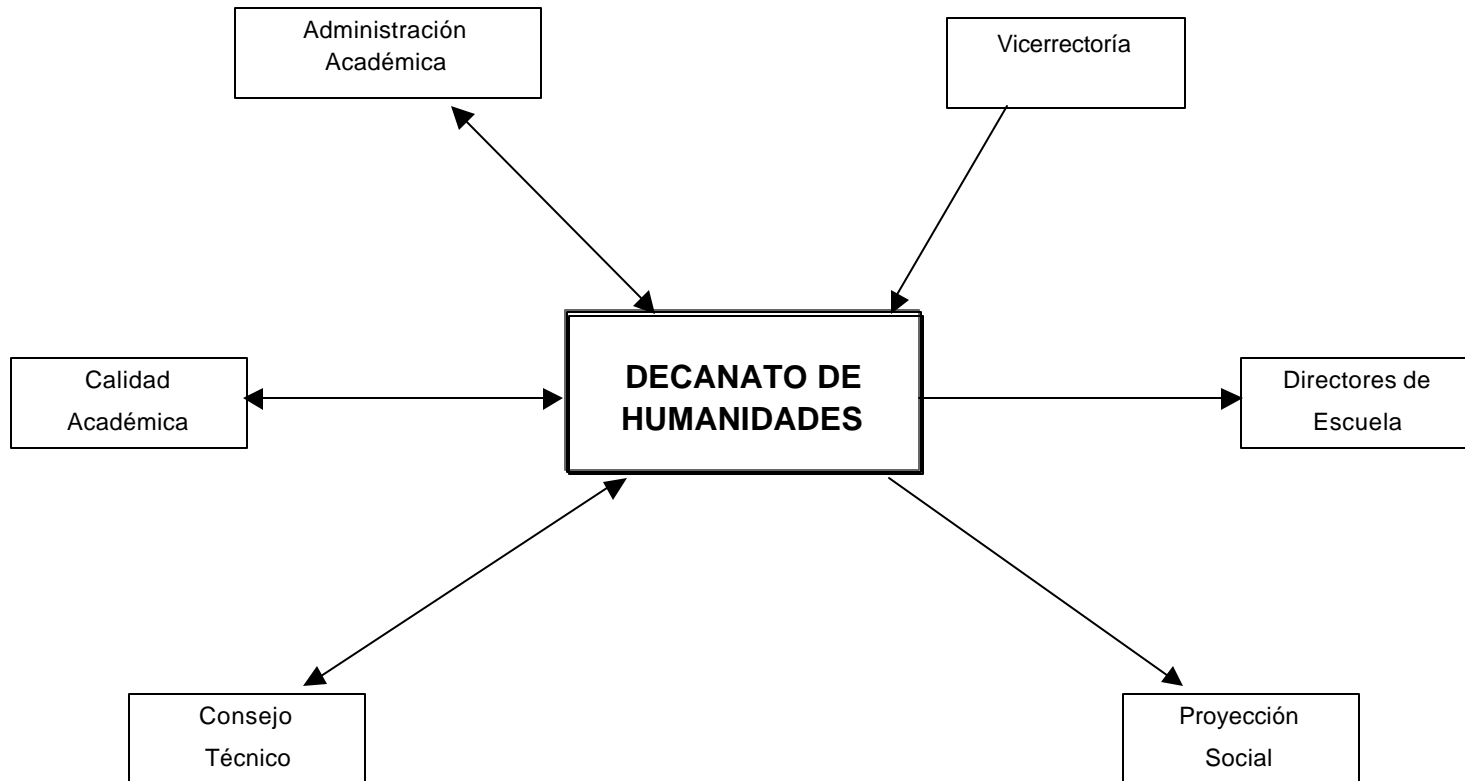 Administración
Académica
Vicerrectoría
DECANATO DE
HUMANIDADES
Calidad
Académica
Directores de
Escuela
Consejo
Técnico
Proyección
Social